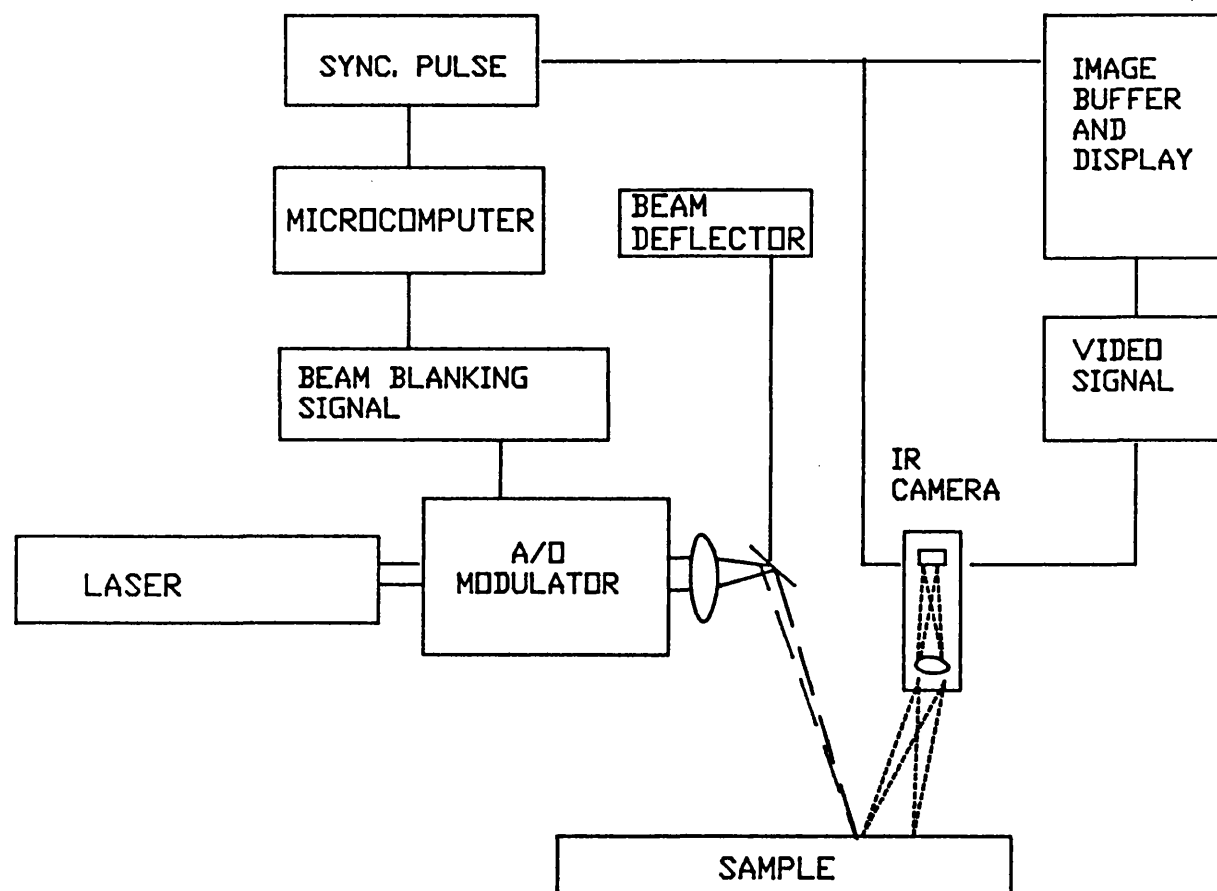 SYNC. PULSE
IMAGE
BUFFER
AND
DISPLAY
MICROCOMPUTER
BEAM
DEFLECTOR
BEAM BLANKING
SIGNAL
VIDEO
SIGNAL
IR
CAMERA
LASER
A/O
MODULATOR
SAMPLE